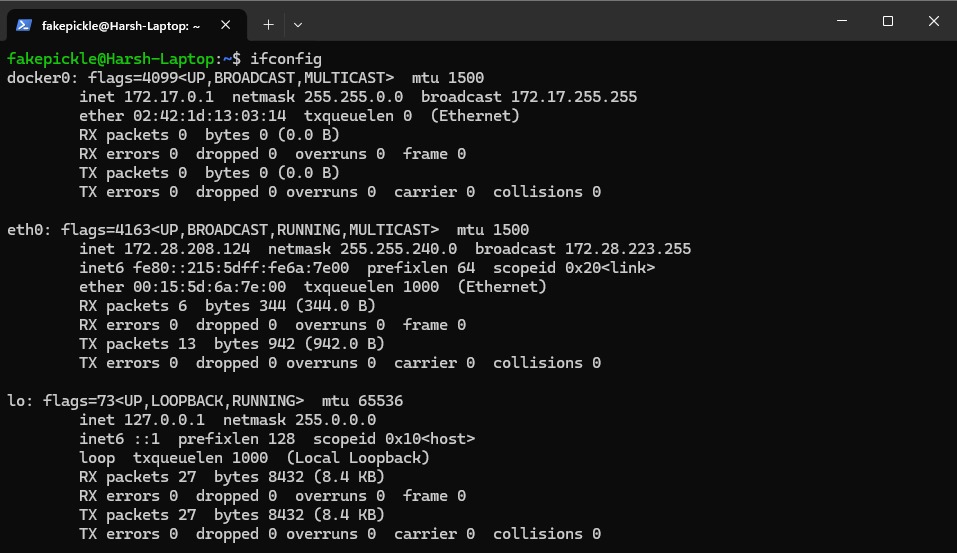 fakepickle@Harsh-Laptop: ~
fakepickle@Harsh-Laptop:~$ ifconfig
docker0: flags=4099<UP,BROADCAST,MULTICAST>  mtu 1500
        inet 172.17.0.1  netmask 255.255.0.0  broadcast 172.17.255.255
        ether 02:42:1d:13:03:14  txqueuelen 0  (Ethernet)
        RX packets 0  bytes 0 (0.0 B)
        RX errors 0  dropped 0  overruns 0  frame 0
        TX packets 0  bytes 0 (0.0 B)
        TX errors 0  dropped 0 overruns 0  carrier 0  collisions 0

eth0: flags=4163<UP,BROADCAST,RUNNING,MULTICAST>  mtu 1500
        inet 172.28.208.124  netmask 255.255.240.0  broadcast 172.28.223.255
        inet6 fe80::215:5dff:fe6a:7e00  prefixlen 64  scopeid 0x20<link>
        ether 00:15:5d:6a:7e:00  txqueuelen 1000  (Ethernet)
        RX packets 6  bytes 344 (344.0 B)
        RX errors 0  dropped 0  overruns 0  frame 0
        TX packets 13  bytes 942 (942.0 B)
        TX errors 0  dropped 0 overruns 0  carrier 0  collisions 0

lo: flags=73<UP,LOOPBACK,RUNNING>  mtu 65536
        inet 127.0.0.1  netmask 255.0.0.0
        inet6 ::1  prefixlen 128  scopeid 0x10<host>
        loop  txqueuelen 1000  (Local Loopback)
        RX packets 27  bytes 8432 (8.4 KB)
        RX errors 0  dropped 0  overruns 0  frame 0
        TX packets 27  bytes 8432 (8.4 KB)
        TX errors 0  dropped 0 overruns 0  carrier 0  collisions 0